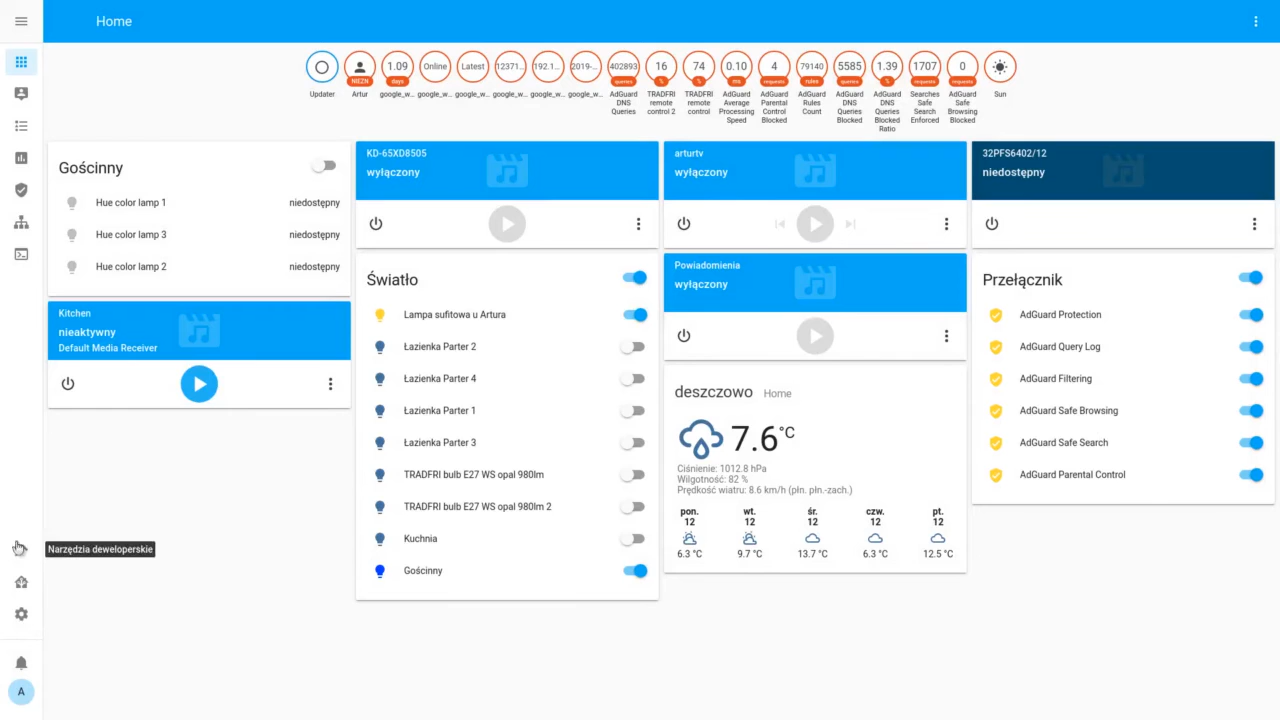 Home
NIEZN
1.09
days
Online
Latest
12371...
192.1...
2019-...
402893
queries
16
%
74
%
0.10
ms
4
requests
79140
rules
5585
queries
1.39
%
1707
requests
0
requests
Updater
Artur
google_w...
google_w...
google_w...
google_w...
google_w...
google_w...
AdGuard
DNS
Queries
TRADFRI
remote
control 2
TRADFRI
remote
control
AdGuard
Average
Processing
Speed
AdGuard
Parental
Control
Blocked
AdGuard
Rules
Count
AdGuard
DNS
Queries
Blocked
AdGuard
DNS
Queries
Blocked
Ratio
Searches
Safe
Search
Enforced
AdGuard
Safe
Browsing
Blocked
Sun
Gościnny
Hue color lamp 1 niedostępny
Hue color lamp 3 niedostępny
Hue color lamp 2 niedostępny
Kitchen
nieaktywny
Default Media Receiver
KD-65XD8505
wyłączony
Światło
Lampa sufitowa u Artura
Łazienka Parter 2
Łazienka Parter 4
Łazienka Parter 1
Łazienka Parter 3
TRADFRI bulb E27 WS opal 980lm
TRADFRI bulb E27 WS opal 980lm 2
Kuchnia
Gościnny
arturtv
wyłączony
Powiadomienia
wyłączony
deszczowo Home
7.6 °C
Ciśnienie: 1012.8 hPa
Wilgotność: 82 %
Prędkość wiatru: 8.6 km/h (płn. płn.-zach.)
pon. wt. śr. czw. pt.
12 12 12 12 12
6.3 °C 9.7 °C 13.7 °C 6.3 °C 12.5 °C
32PFS6402/12
niedostępny
Przełącznik
AdGuard Protection
AdGuard Query Log
AdGuard Filtering
AdGuard Safe Browsing
AdGuard Safe Search
AdGuard Parental Control
Narzędzia deweloperskie
A